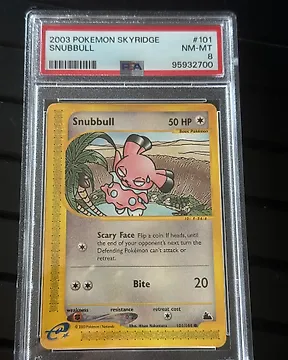 2003 POKEMON SKYRIDGE #101
SNUBBULL NM-MT
8
PSA 95932700
Snubbull 50 HP
Basic Pokémon
Scary Face Flip a coin. If heads, until
the end of your opponent's next turn the
Defending Pokémon can't attack or
retreat.
Bite 20
weakness resistance retreat cost